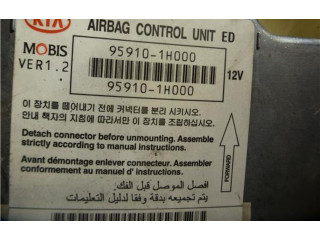 KIA
AIRBAG CONTROL UNIT ED
MOBIS
95910-1H000
VER1.2
12V
95910-1H000
이 장치를 떼어내기 전에 커넥터를 분리 시키시오.
안내 책자의 지침에 따라서만 이 장치를 조립하십시오.
Detach connector before unmounting. Assemble
strictly according to manual instructions.
Avant démontage enlever connecteur. Assembler
conformement au manuel d' instructions.
FORWARD
افصل الموصل قبل الفك:
يتم تجميعه بدقة وفقا لدليل التعليمات